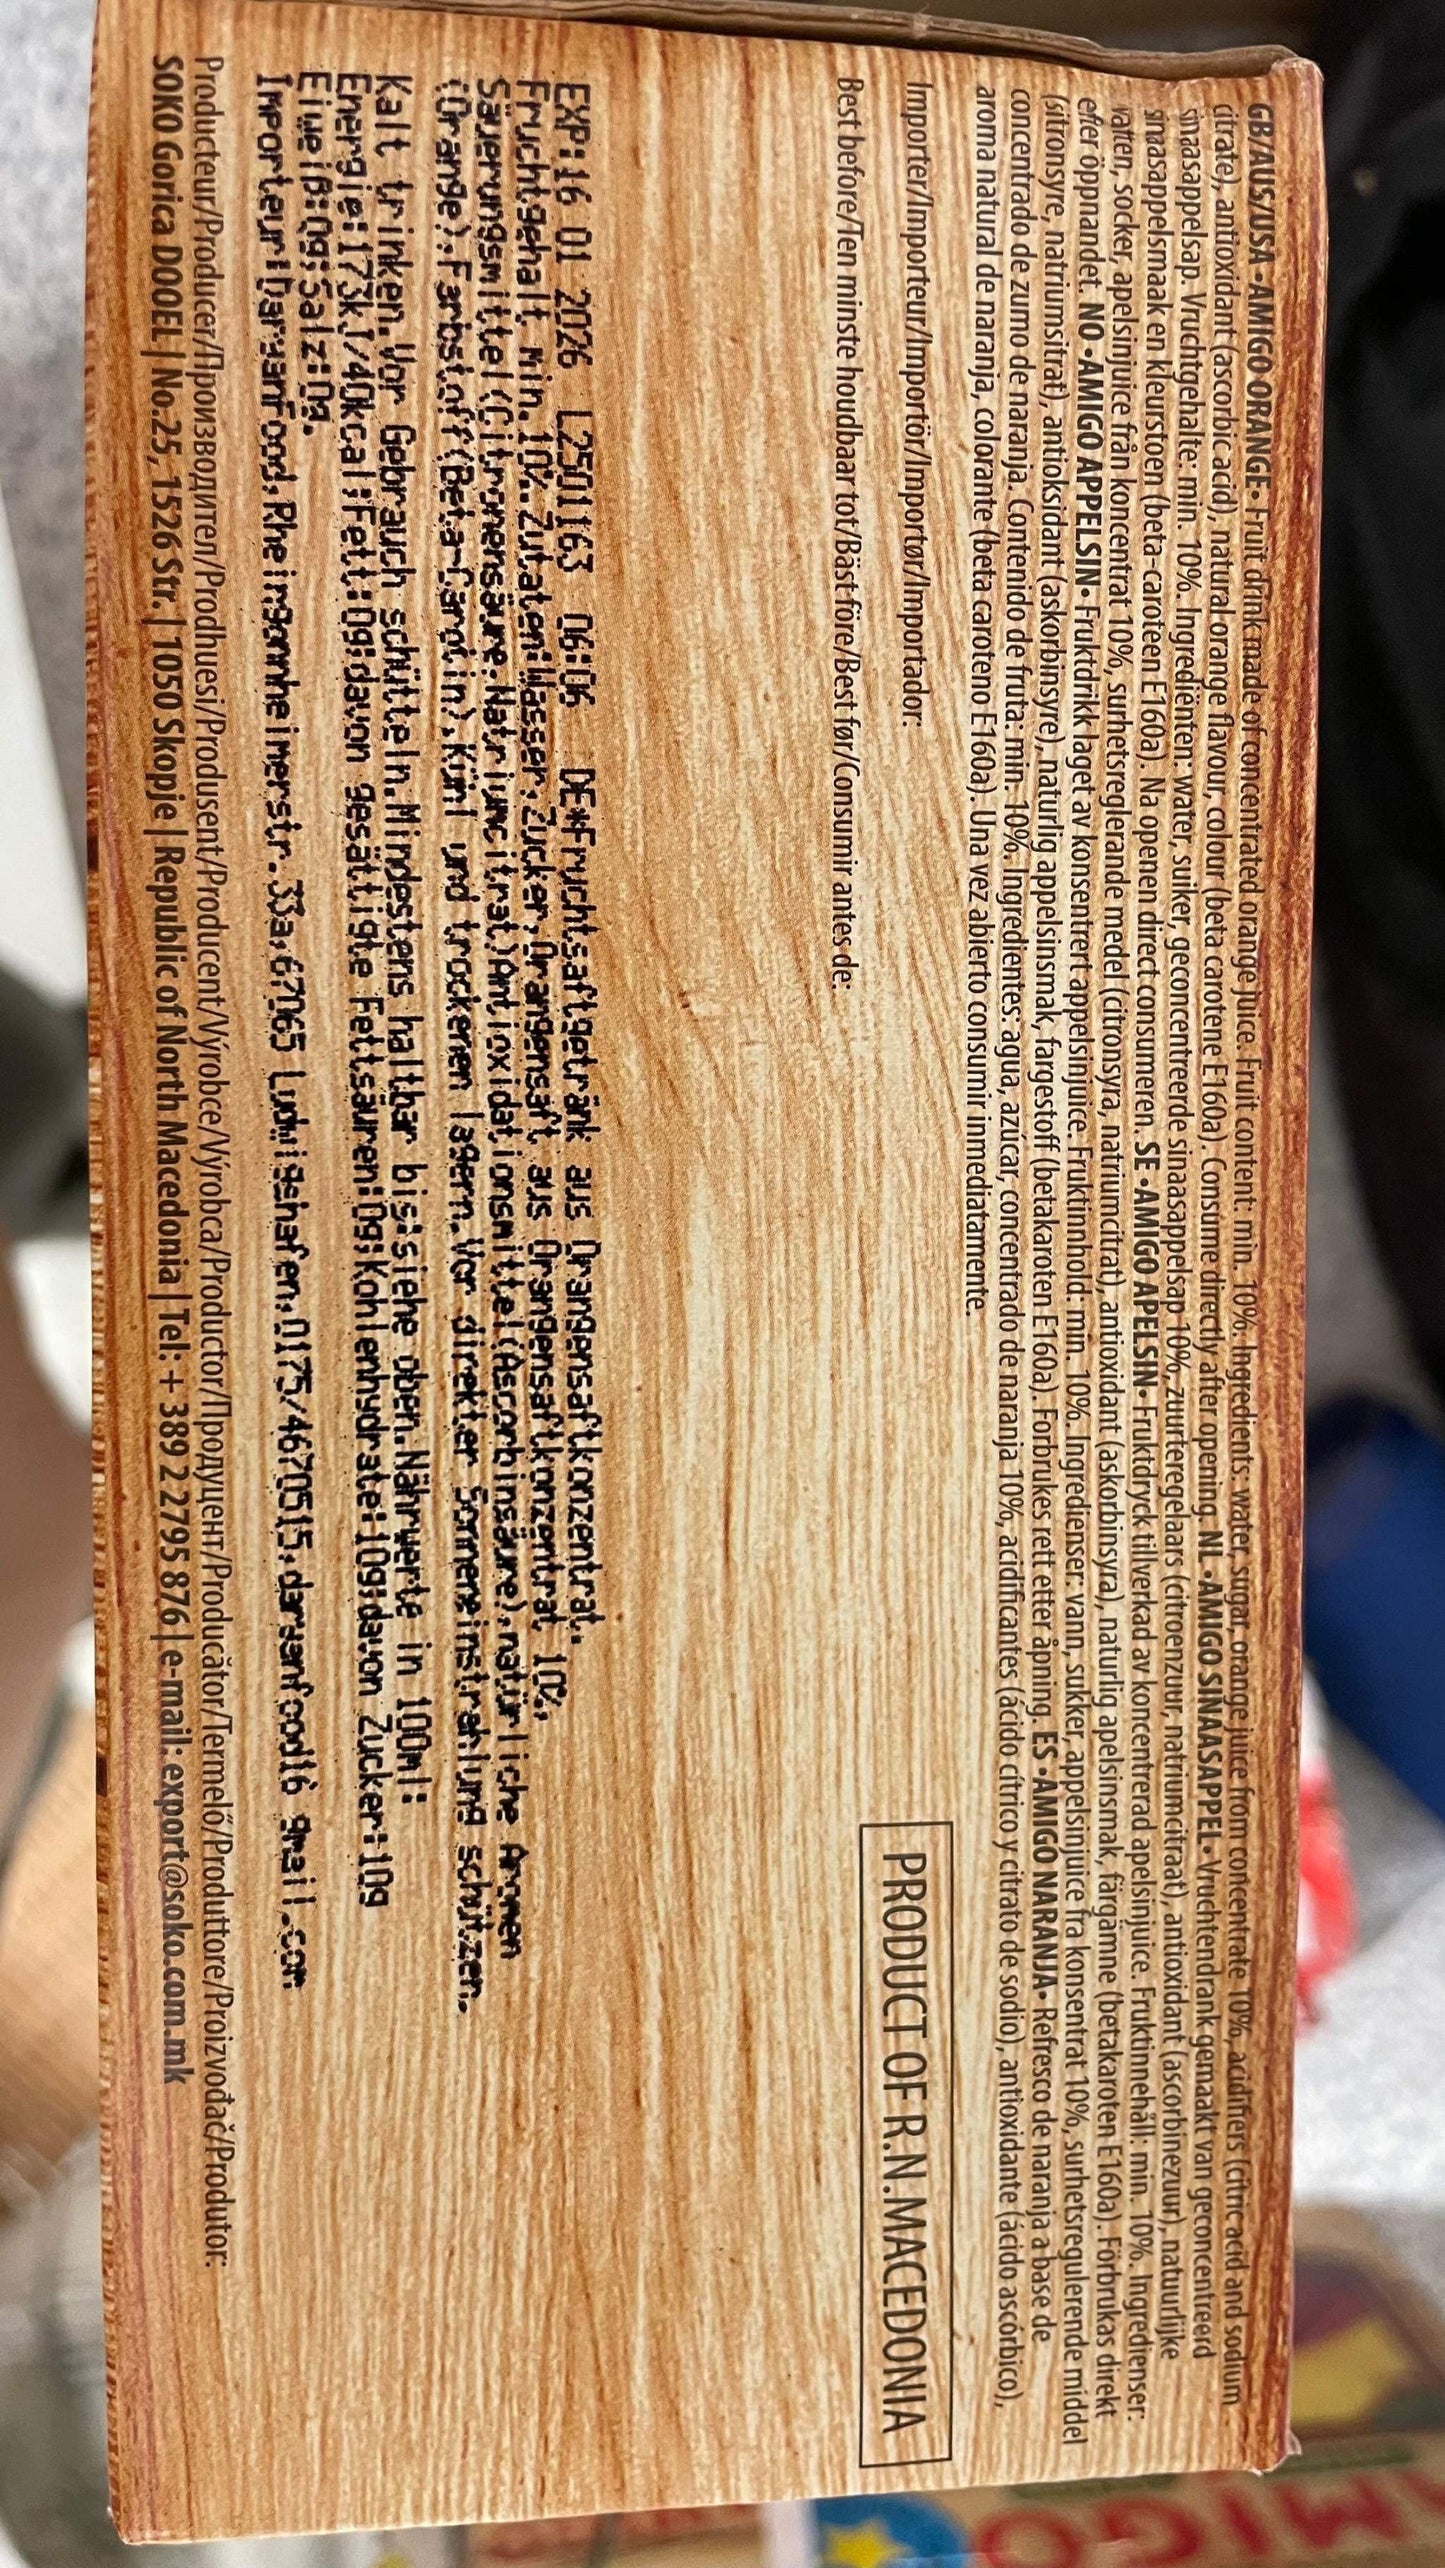 GB/AUS/USA •AMIGO ORANGE• Fruit drink made of concentrated orange juice. Fruit content: min. 10%. Ingredients: water, sugar, orange juice from concentrate 10%, acidifiers (citric acid and sodium
citrate), antioxidant (ascorbic acid), natural orange flavour, colour (beta carotene E160a). Consume directly after opening. NL •AMIGO SINAASAPPEL• Vruchtendrank gemaakt van geconcentreerd
sinaasappelsap. Vruchtgehalte: min. 10%. Ingrediënten: water, suiker, geconcentreerde sinaasappelsap 10%, zuurteregelaars (citroenzuur, natriumcitraat), antioxidant (ascorbinezuur), natuurlijke
sinaasappelsmaak en kleurstoen (beta-caroteen E160a). Na openen direct consumeren. SE •AMIGO APELSIN• Fruktdryck tillverkad av koncentrerad apelsinjuice. Fruktinnehåll: min. 10%. Ingredienser:
vatten, socker, apelsinjuice från koncentrat 10%, surhetsreglerande medel (citronsyra, natriumcitrat), antioxidant (askorbinsyra), naturlig apelsinsmak, färgämne (betakaroten E160a). Förbrukas direkt
efter öppnandet. NO •AMIGO APPELSIN• Fruktdrikk laget av konsentrert appelsinjuice. Fruktinnhold: min. 10%. Ingredienser: vann, sukker, appelsinjuice fra konsentrat 10%, surhetsregulerende middel
(sitronsyre, natriumsitrat), antioksidant (askorbinsyre), naturlig appelsinsmak, fargestoff (betakaroten E160a). Forbrukes rett etter åpning. ES •AMIGO NARANJA• Refresco de naranja a base de
concentrado de zumo de naranja. Contenido de fruta: min. 10%. Ingredientes: agua, azúcar, concentrado de naranja 10%, acidificantes (ácido cítrico y citrato de sodio), antioxidante (ácido ascórbico),
aroma natural de naranja, colorante (beta caroteno E160a). Una vez abierto consumir inmediatamente.
Importer/Importeur/Importör/Importør/Importador:
PRODUCT OF R.N.MACEDONIA
Best before/Ten minste houdbaar tot/Bäst före/Best før/Consumir antes de:
EXP:16 01 2026 L2501163 06:06 DE*Fruchtsaftgetränk aus Orangensaftkonzentrat.
Fruchtgehalt min.10%.Zutaten:Wasser,Zucker,Orangensaft aus Orangensaftkonzentrat 10%,
Säuerungsmittel(Citronensäure,Natriumcitrat)Antioxidationsmittel(Ascorbinsäure),natürliche Aromen
(Orange),Farbstoff(Beta-Carotin).Kühl und trockenen lagern.Vor direkter Sonneneinstrahlung schützen.
Kalt trinken.Vor Gebrauch schütteln.Mindestens haltbar bis:siehe oben.Nährwerte in 100ml:
Energie:173kJ/40kcal;Fett:0g;davon gesättigte Fettsäuren:0g;Kohlenhydrate:10g;davon Zucker:10g
Eiweiß:0g;Salz:0g.
Importeur:Daryanfood,Rheingönnheimerstr.33a,67065 Ludwigshafen,0175/4670515,daryanfood16 gmail.com
Producteur/Producer/Производител/Prodhuesi/Produsent/Producent/Výrobce/Výrobca/Productor/Продуцент/Producător/Termelő/Produttore/Proizvođač/Produtor:
SOKO Gorica DOOEL | No.25, 1526 Str. | 1050 Skopje | Republic of North Macedonia | Tel: + 389 2 2795 876 | e-mail: export@soko.com.mk
AMIGO